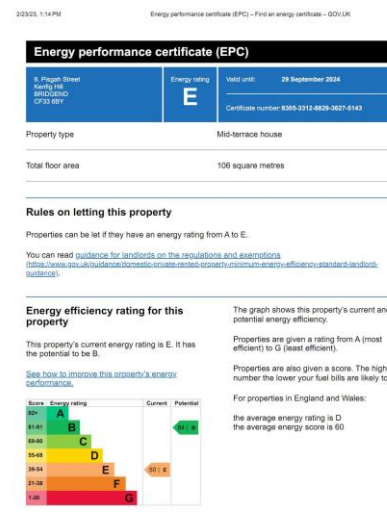 2/23/23, 1:14 PM Energy performance certificate (EPC) – Find an energy certificate – GOV.UK
Energy performance certificate (EPC)
9, Pisgah Street
Kenfig Hill
BRIDGEND
CF33 6BY
Energy rating
E
Valid until: 29 September 2024
Certificate number: 8305-3312-8829-3627-5143
Property type Mid-terrace house
Total floor area 106 square metres
Rules on letting this property
Properties can be let if they have an energy rating from A to E.
You can read guidance for landlords on the regulations and exemptions
(https://www.gov.uk/guidance/domestic-private-rented-property-minimum-energy-efficiency-standard-landlord-
guidance).
Energy efficiency rating for this
property
This property's current energy rating is E. It has
the potential to be B.
See how to improve this property's energy
performance.
Score Energy rating Current Potential
92+ A
81-91 B 84 | B
69-80 C
55-68 D
39-54 E 50 | E
21-38 F
1-20 G
The graph shows this property's current and
potential energy efficiency.
Properties are given a rating from A (most
efficient) to G (least efficient).
Properties are also given a score. The high
number the lower your fuel bills are likely to
For properties in England and Wales:
the average energy rating is D
the average energy score is 60